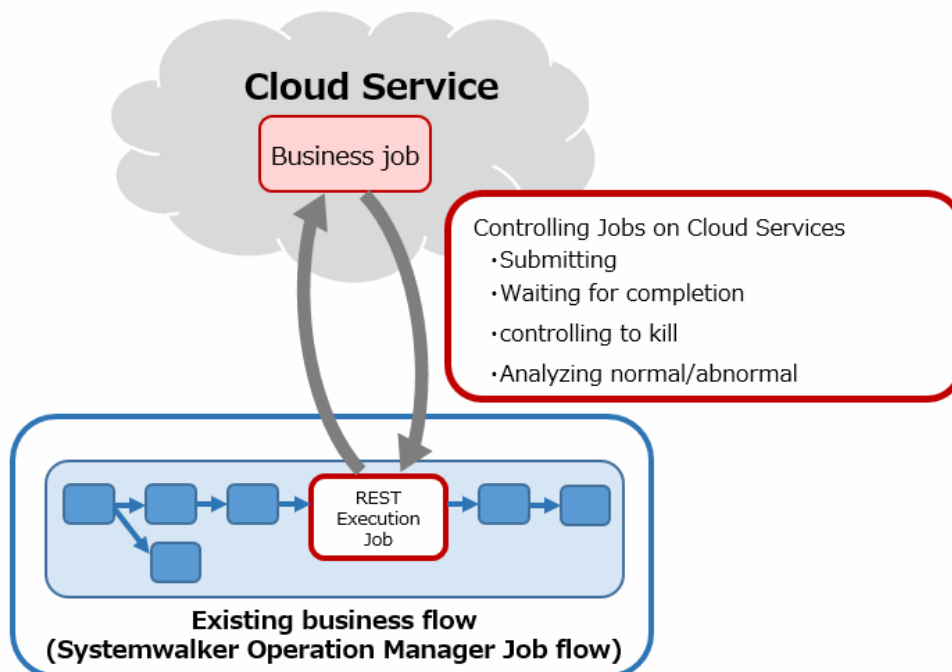 Cloud Service
Business job
Controlling Jobs on Cloud Services
・Submitting
・Waiting for completion
・controlling to kill
・Analyzing normal/abnormal
REST
Execution
Job
Existing business flow
(Systemwalker Operation Manager Job flow)